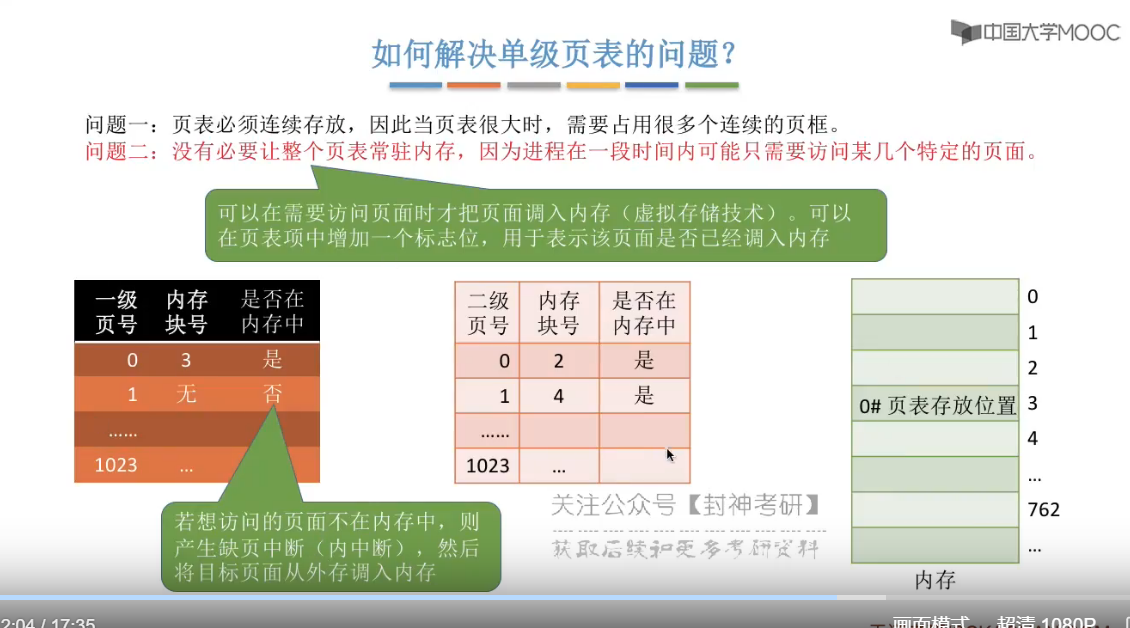 中国大学MOOC
如何解决单级页表的问题？
问题一：页表必须连续存放，因此当页表很大时，需要占用很多个连续的页框。
问题二：没有必要让整个页表常驻内存，因为进程在一段时间内可能只需要访问某几个特定的页面。
可以在需要访问页面时才把页面调入内存（虚拟存储技术）。可以
在页表项中增加一个标志位，用于表示该页面是否已经调入内存
一级 内存 是否在
页号 块号 内存中
0 3 是
1 无 否
……
1023 …
二级 内存 是否在
页号 块号 内存中
0 2 是
1 4 是
……
1023 …
0
1
2
0# 页表存放位置 3
4
…
762
…
内存
若想访问的页面不在内存中，则
产生缺页中断（内中断），然后
将目标页面从外存调入内存
关注公众号【封神考研】
获取后续和更多考研资料
2:04 / 17:35
画面模式 超清 1080P